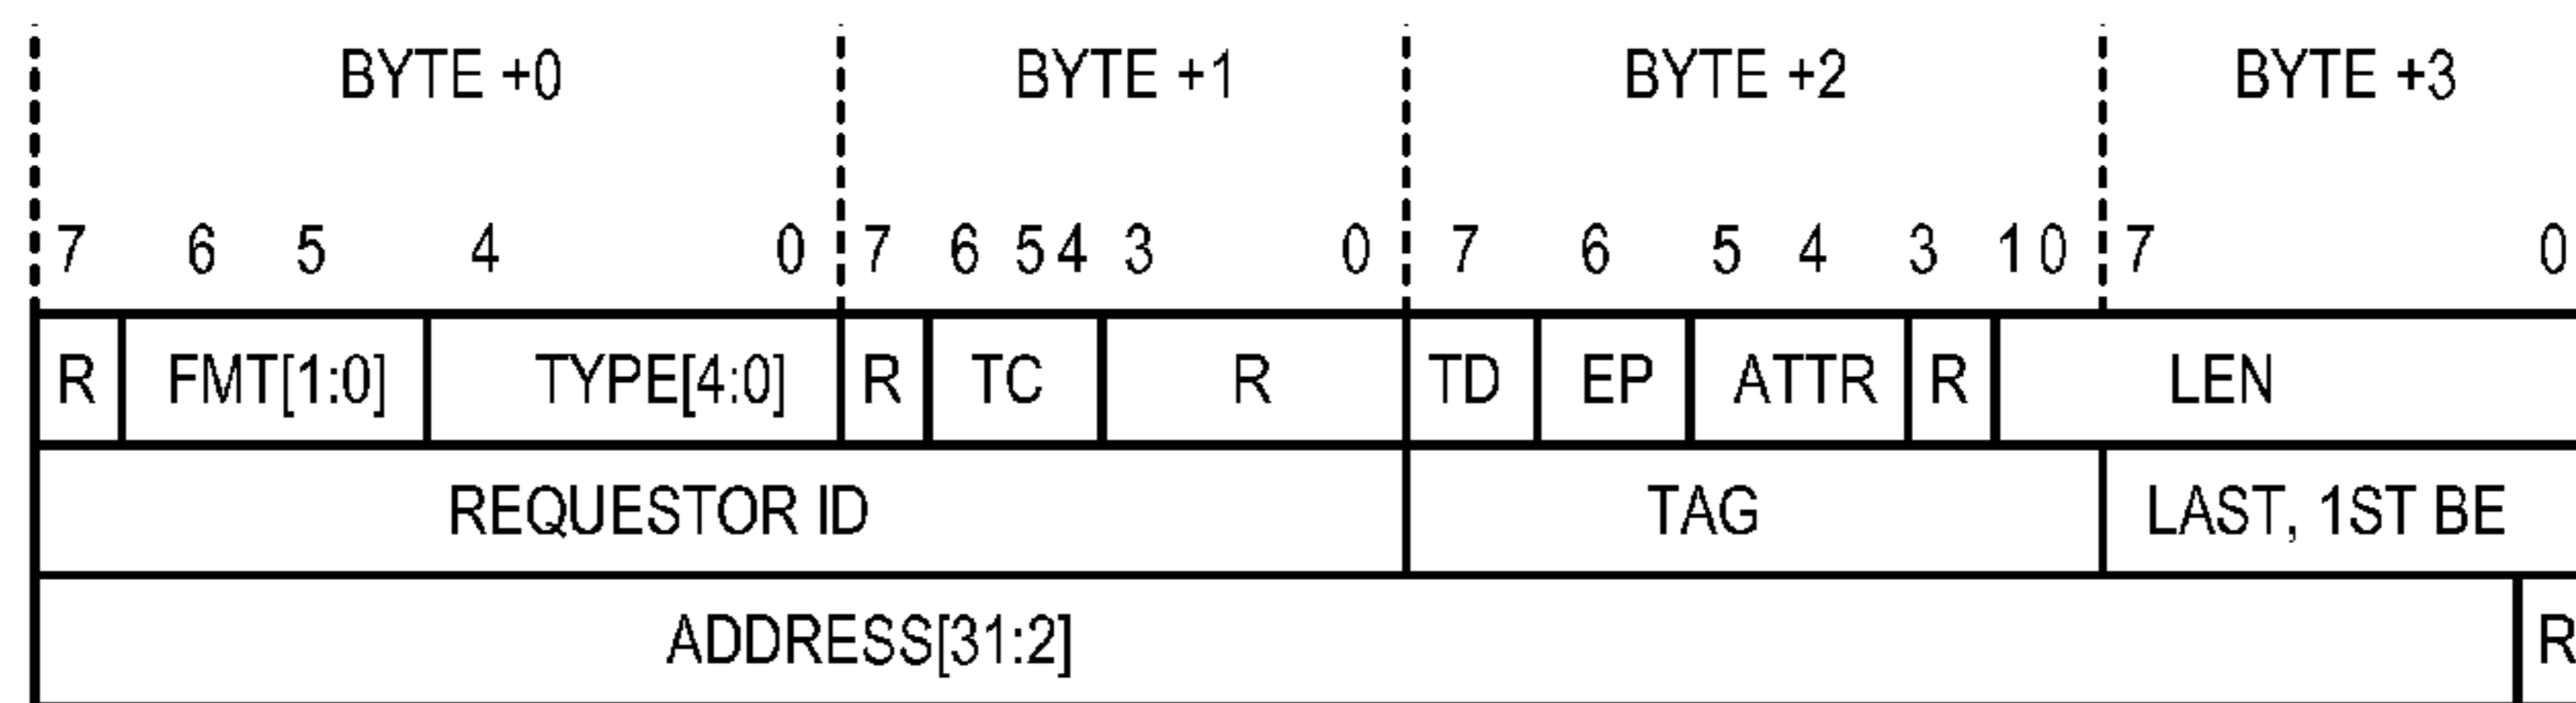 BYTE +0 BYTE +1 BYTE +2 BYTE +3
7 6 5 4 0 7 6 5 4 3 0 7 6 5 4 3 1 0 7 0
R FMT[1:0] TYPE[4:0] R TC R TD EP ATTR R LEN
REQUESTOR ID TAG LAST, 1ST BE
ADDRESS[31:2] R